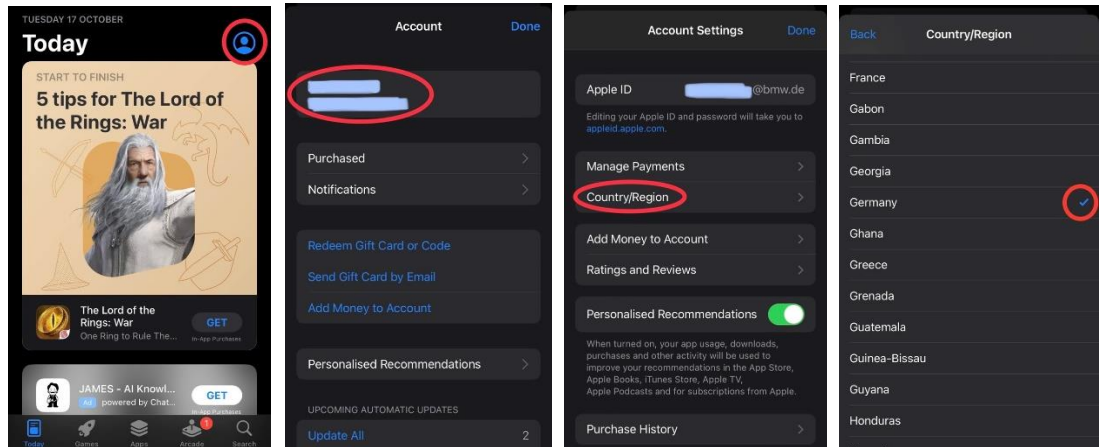 TUESDAY 17 OCTOBER
Today
START TO FINISH
5 tips for The Lord of
the Rings: War
The Lord of the
Rings: War
One Ring to Rule The...
GET
In-App Purchases
JAMES - AI Knowl...
Ad powered by Chat...
GET
In-App Purchases
Today
Games
Apps
1
Arcade
Search
Account
Done
Purchased
Notifications
Redeem Gift Card or Code
Send Gift Card by Email
Add Money to Account
Personalised Recommendations
UPCOMING AUTOMATIC UPDATES
Update All 2
Account Settings
Done
Apple ID @bmw.de
Editing your Apple ID and password will take you to
appleid.apple.com.
Manage Payments
Country/Region
Add Money to Account
Ratings and Reviews
Personalised Recommendations
When turned on, your app usage, downloads,
purchases and other activity will be used to
improve your recommendations in the App Store,
Apple Books, iTunes Store, Apple TV,
Apple Podcasts and for subscriptions from Apple.
Purchase History
Back
Country/Region
France
Gabon
Gambia
Georgia
Germany
Ghana
Greece
Grenada
Guatemala
Guinea-Bissau
Guyana
Honduras